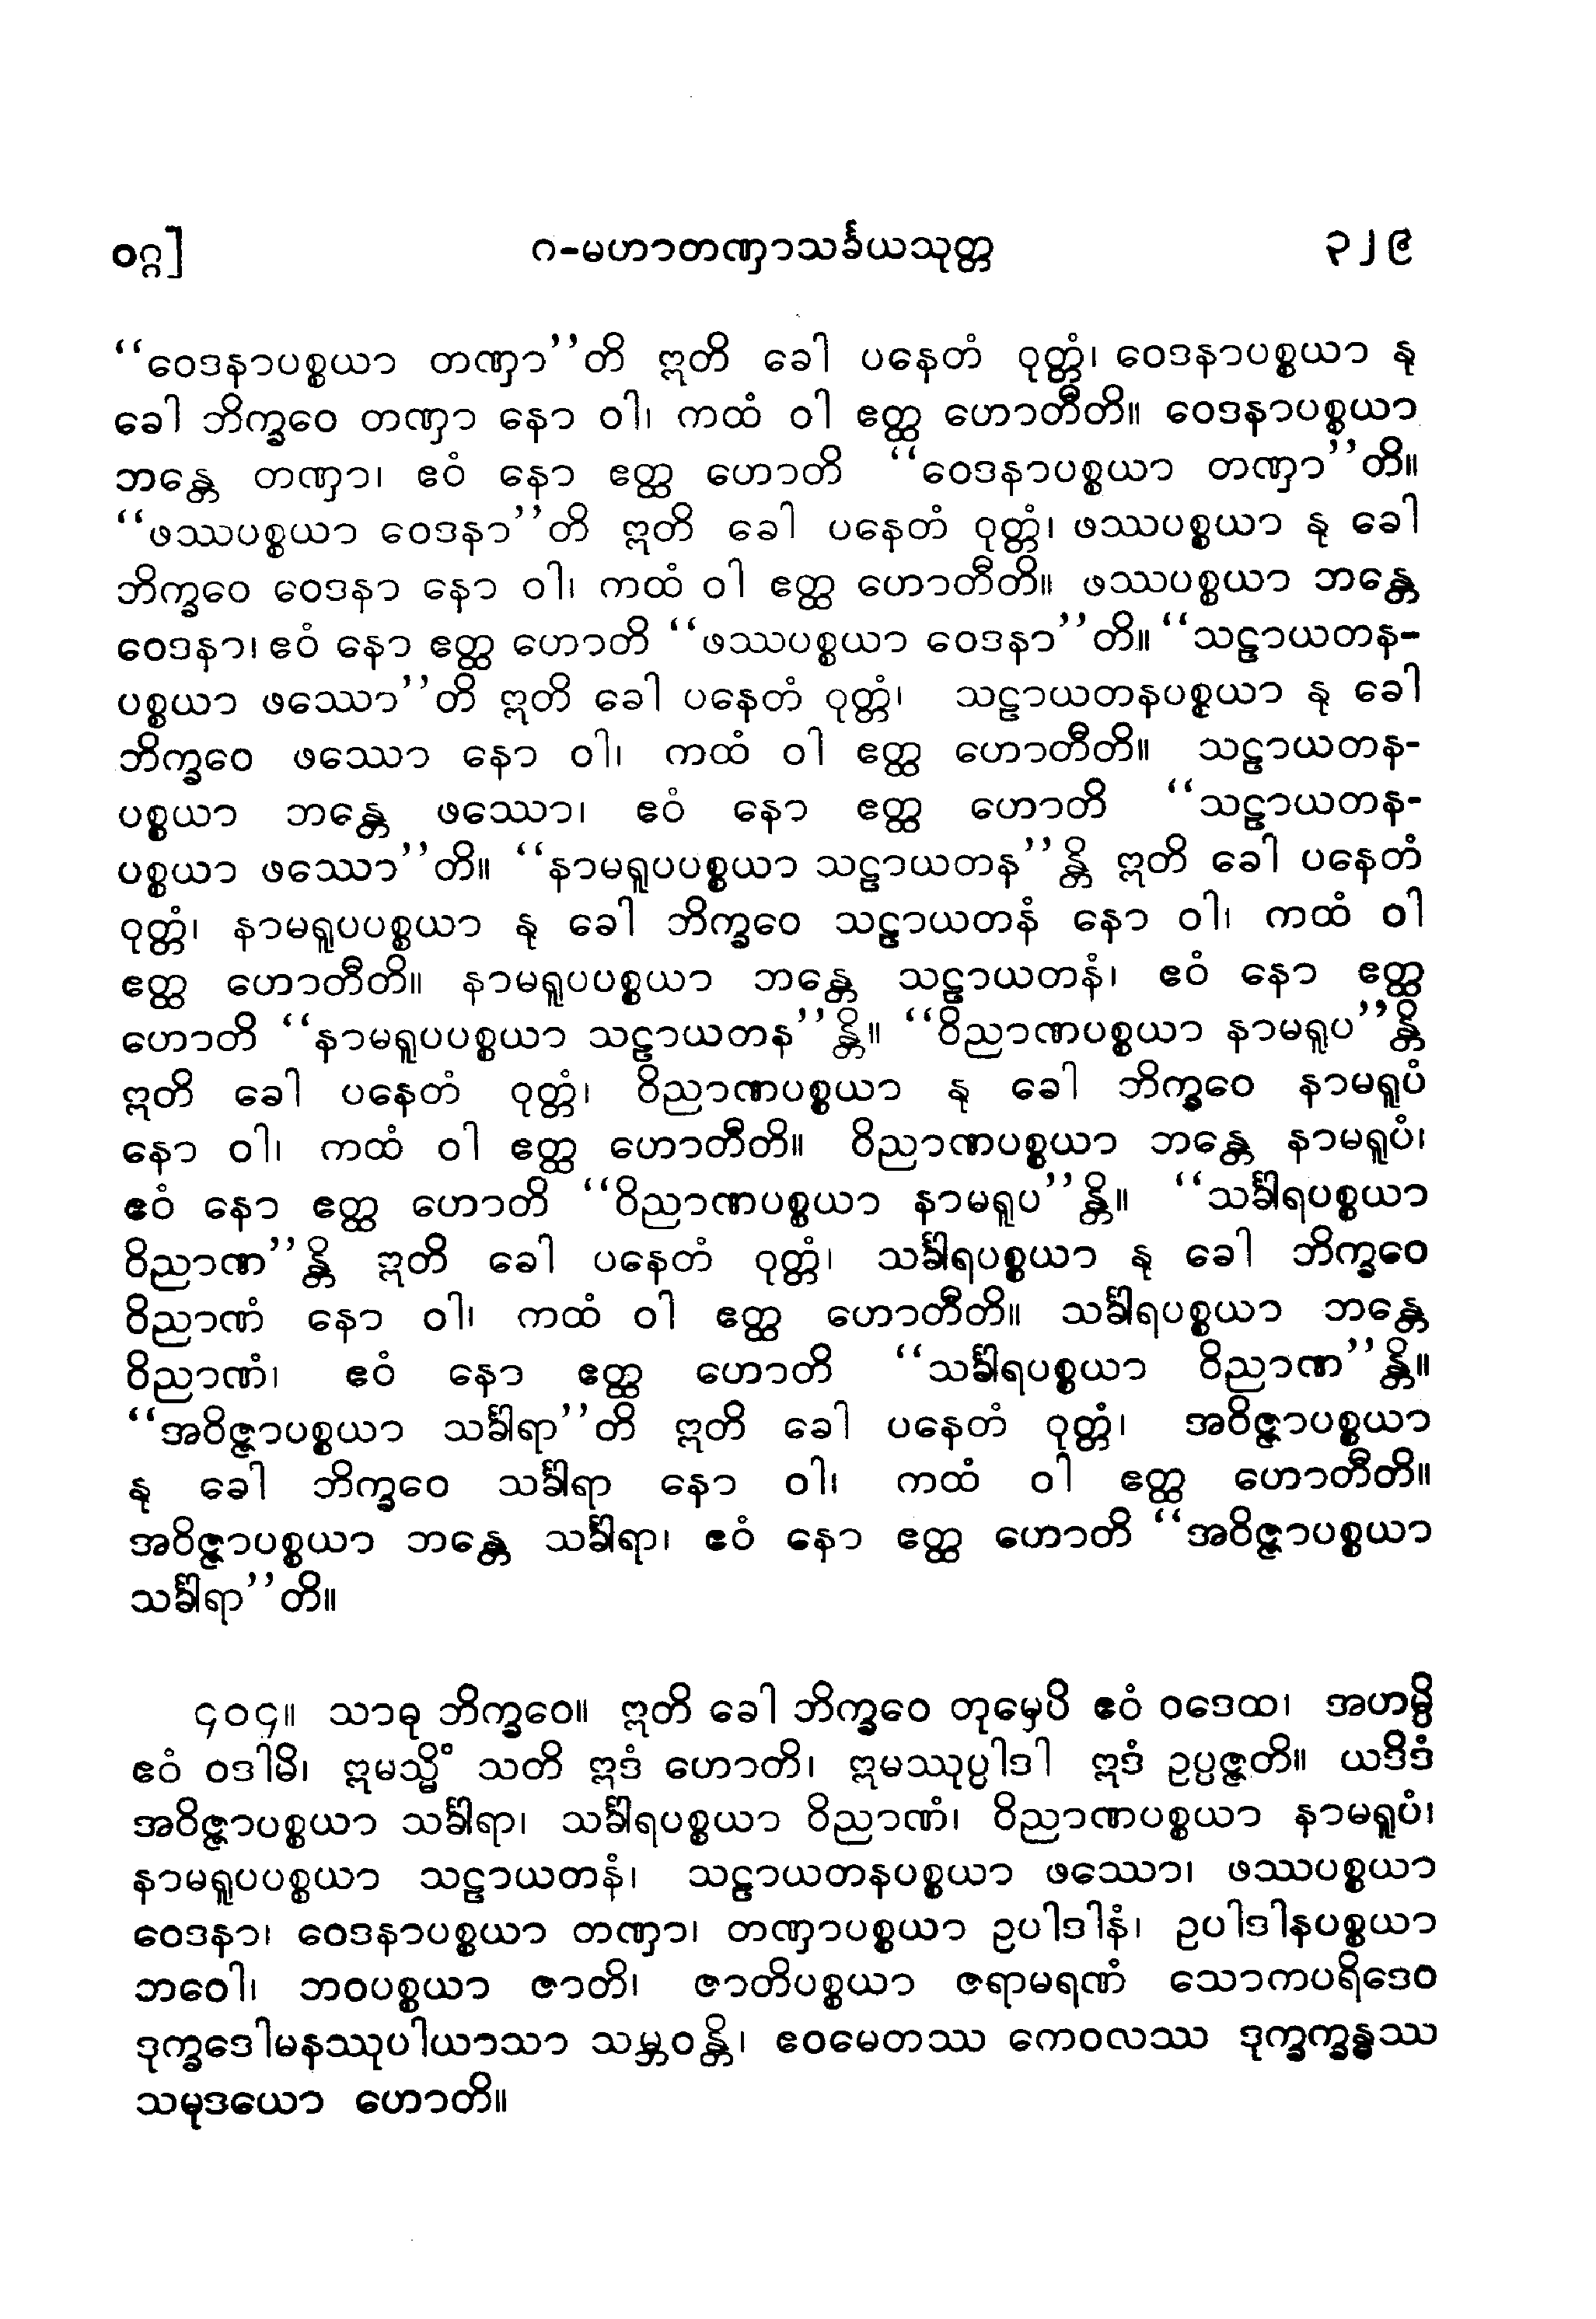 ဝဂ္ဂ] ဂ-မဟာတဏှာသင်္ခယသုတ္တ ၃၂၉
“ဝေဒနာပစ္စယာ တဏှာ”တိ ဣတိ ခေါ ပနေတံ ဝုတ္တံ၊ ဝေဒနာပစ္စယာ နု
ခေါ ဘိက္ခဝေ တဏှာ နော ဝါ၊ ကထံ ဝါ ဧတ္ထ ဟောတီတိ။ ဝေဒနာပစ္စယာ
ဘန္တေ တဏှာ၊ ဧဝံ နော ဧတ္ထ ဟောတိ “ဝေဒနာပစ္စယာ တဏှာ”တိ။
“ဖဿပစ္စယာ ဝေဒနာ”တိ ဣတိ ခေါ ပနေတံ ဝုတ္တံ၊ ဖဿပစ္စယာ နု ခေါ
ဘိက္ခဝေ ဝေဒနာ နော ဝါ၊ ကထံ ဝါ ဧတ္ထ ဟောတီတိ။ ဖဿပစ္စယာ ဘန္တေ
ဝေဒနာ၊ ဧဝံ နော ဧတ္ထ ဟောတိ “ဖဿပစ္စယာ ဝေဒနာ”တိ။ “သဠာယတန-
ပစ္စယာ ဖဿော”တိ ဣတိ ခေါ ပနေတံ ဝုတ္တံ၊ သဠာယတနပစ္စယာ နု ခေါ
ဘိက္ခဝေ ဖဿော နော ဝါ၊ ကထံ ဝါ ဧတ္ထ ဟောတီတိ။ သဠာယတန-
ပစ္စယာ ဘန္တေ ဖဿော၊ ဧဝံ နော ဧတ္ထ ဟောတိ “သဠာယတန-
ပစ္စယာ ဖဿော”တိ။ “နာမရူပပစ္စယာ သဠာယတန”န္တိ ဣတိ ခေါ ပနေတံ
ဝုတ္တံ၊ နာမရူပပစ္စယာ နု ခေါ ဘိက္ခဝေ သဠာယတနံ နော ဝါ၊ ကထံ ဝါ
ဧတ္ထ ဟောတီတိ။ နာမရူပပစ္စယာ ဘန္တေ သဠာယတနံ၊ ဧဝံ နော ဧတ္ထ
ဟောတိ “နာမရူပပစ္စယာ သဠာယတန”န္တိ။ “ဝိညာဏပစ္စယာ နာမရူပ”န္တိ
ဣတိ ခေါ ပနေတံ ဝုတ္တံ၊ ဝိညာဏပစ္စယာ နု ခေါ ဘိက္ခဝေ နာမရူပံ
နော ဝါ၊ ကထံ ဝါ ဧတ္ထ ဟောတီတိ။ ဝိညာဏပစ္စယာ ဘန္တေ နာမရူပံ၊
ဧဝံ နော ဧတ္ထ ဟောတိ “ဝိညာဏပစ္စယာ နာမရူပ”န္တိ။ “သင်္ခါရပစ္စယာ
ဝိညာဏ”န္တိ ဣတိ ခေါ ပနေတံ ဝုတ္တံ၊ သင်္ခါရပစ္စယာ နု ခေါ ဘိက္ခဝေ
ဝိညာဏံ နော ဝါ၊ ကထံ ဝါ ဧတ္ထ ဟောတီတိ။ သင်္ခါရပစ္စယာ ဘန္တေ
ဝိညာဏံ၊ ဧဝံ နော ဧတ္ထ ဟောတိ “သင်္ခါရပစ္စယာ ဝိညာဏ”န္တိ။
“အဝိဇ္ဇာပစ္စယာ သင်္ခါရာ”တိ ဣတိ ခေါ ပနေတံ ဝုတ္တံ၊ အဝိဇ္ဇာပစ္စယာ
နု ခေါ ဘိက္ခဝေ သင်္ခါရာ နော ဝါ၊ ကထံ ဝါ ဧတ္ထ ဟောတီတိ။
အဝိဇ္ဇာပစ္စယာ ဘန္တေ သင်္ခါရာ၊ ဧဝံ နော ဧတ္ထ ဟောတိ “အဝိဇ္ဇာပစ္စယာ
သင်္ခါရာ”တိ။
၄၀၄။ သာဓု ဘိက္ခဝေ။ ဣတိ ခေါ ဘိက္ခဝေ တုမှေပိ ဧဝံ ဝဒေထ၊ အဟမ္ပိ
ဧဝံ ဝဒါမိ၊ ဣမသ္မိံ သတိ ဣဒံ ဟောတိ၊ ဣမဿုပ္ပါဒါ ဣဒံ ဥပ္ပဇ္ဇတိ။ ယဒိဒံ
အဝိဇ္ဇာပစ္စယာ သင်္ခါရာ၊ သင်္ခါရပစ္စယာ ဝိညာဏံ၊ ဝိညာဏပစ္စယာ နာမရူပံ၊
နာမရူပပစ္စယာ သဠာယတနံ၊ သဠာယတနပစ္စယာ ဖဿော၊ ဖဿပစ္စယာ
ဝေဒနာ၊ ဝေဒနာပစ္စယာ တဏှာ၊ တဏှာပစ္စယာ ဥပါဒါနံ၊ ဥပါဒါနပစ္စယာ
ဘဝေါ၊ ဘဝပစ္စယာ ဇာတိ၊ ဇာတိပစ္စယာ ဇရာမရဏံ သောကပရိဒေဝ
ဒုက္ခဒေါမနဿုပါယာသာ သမ္ဘဝန္တိ၊ ဧဝမေတဿ ကေဝလဿ ဒုက္ခက္ခန္ဓဿ
သမုဒယော ဟောတိ။